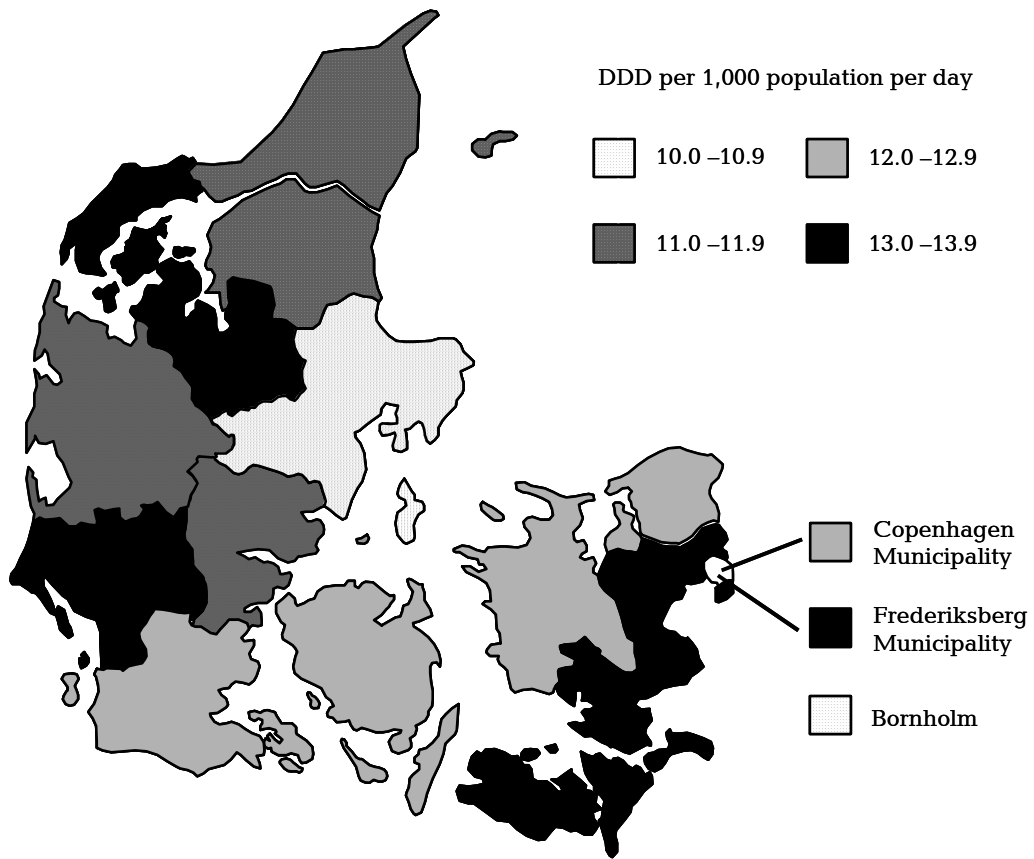 DDD per 1,000 population per day
10.0 –10.9
12.0 –12.9
11.0 –11.9
13.0 –13.9
Copenhagen
Municipality
Frederiksberg
Municipality
Bornholm